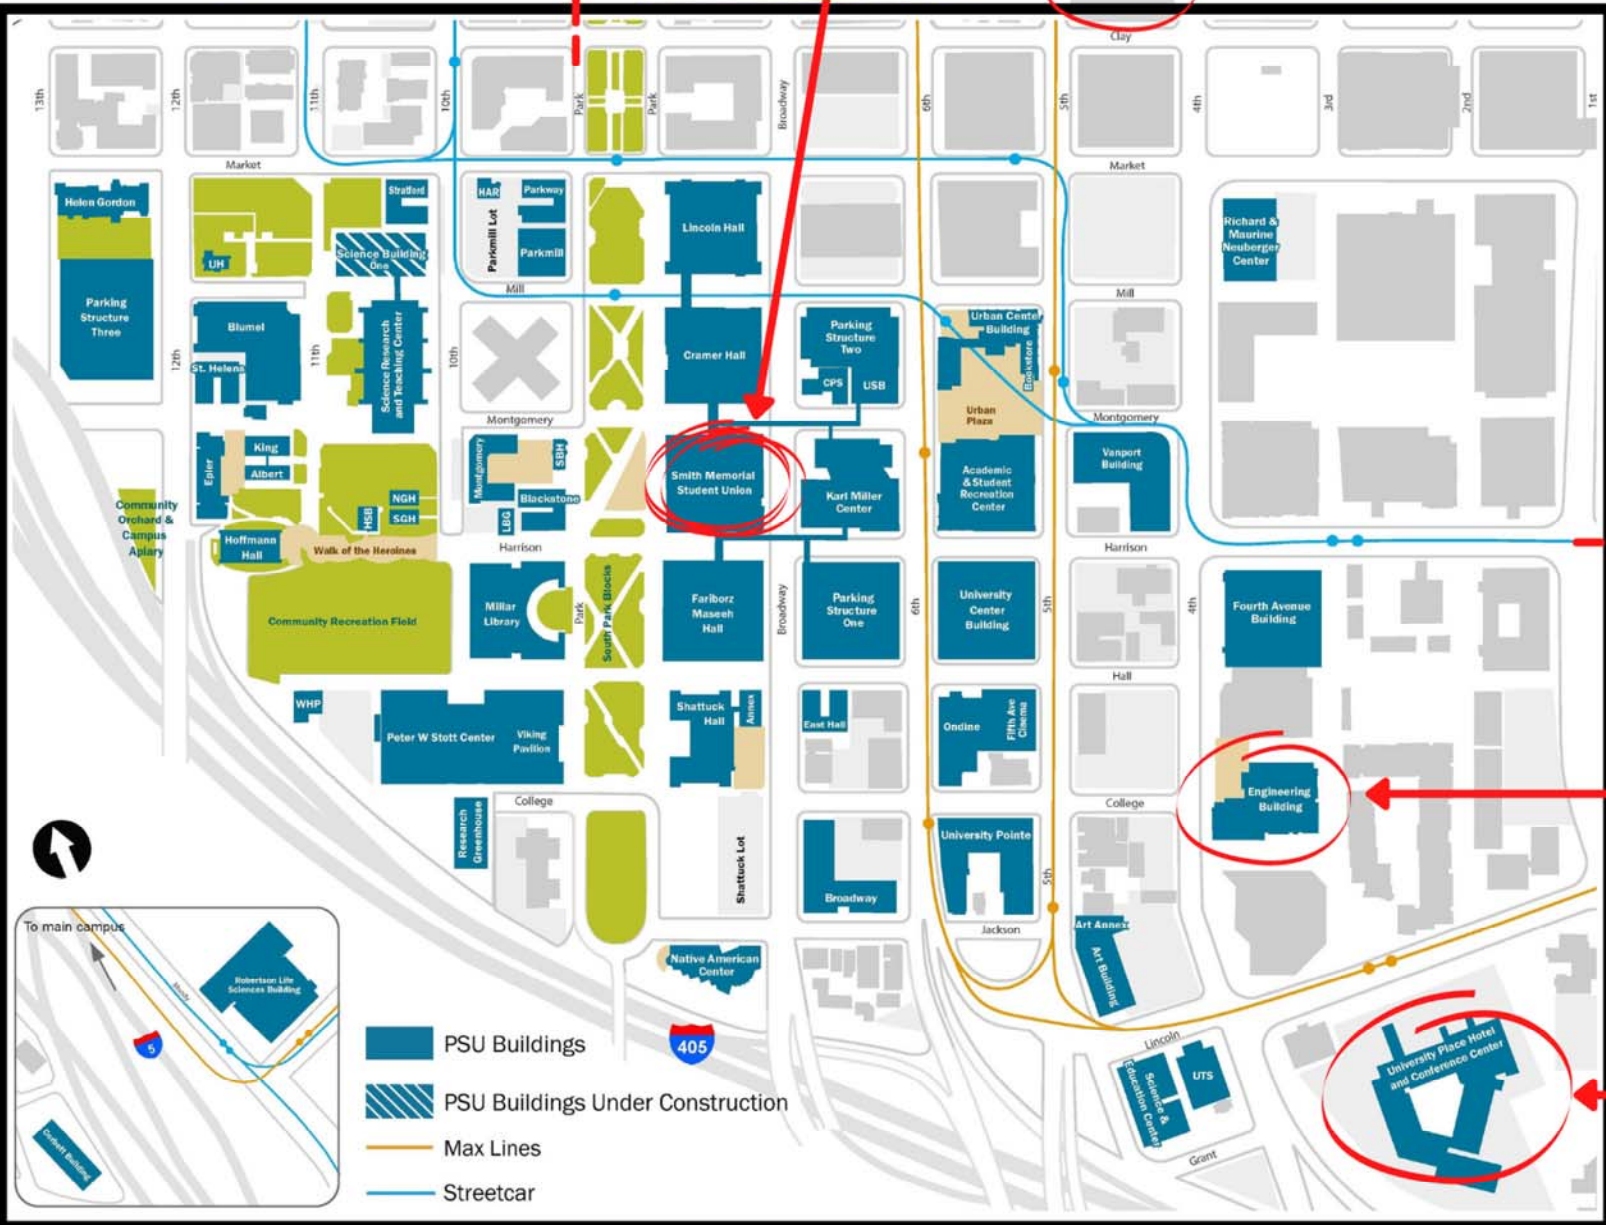 Clay
13th
12th
11th
10th
Park
Park
Broadway
6th
5th
4th
3rd
2nd
1st
Market
Market
Helen Gordon
Stratford
HAR
Parkway
Parkmill Lot
Parkmill
Lincoln Hall
Richard &
Maurine
Neuberger
Center
UH
Science Building
One
Parking
Structure
Three
Mill
Mill
12th
Blumel
11th
Science Research
and Teaching Center
10th
St. Helens
Cramer Hall
Parking
Structure
Two
CPS
USB
Urban Center
Building
Bookstore
Urban
Plaza
Montgomery
Montgomery
Epler
King
Albert
Montgomery
SBH
Smith Memorial
Student Union
Karl Miller
Center
Academic
& Student
Recreation
Center
Vanport
Building
Community
Orchard &
Campus
Apiary
NGH
SGH
HSB
Blackstone
LBG
Hoffmann
Hall
Walk of the Heroines
Harrison
Harrison
Community Recreation Field
Millar
Library
Park
South Park Blocks
Fariborz
Maseeh
Hall
Broadway
Parking
Structure
One
6th
University
Center
Building
5th
4th
Fourth Avenue
Building
Hall
WHP
Peter W Stott Center
Viking
Pavilion
Shattuck
Hall
Annex
East Hall
Ondine
Fifth Ave
Cinema
Engineering
Building
College
College
Research
Greenhouse
Shattuck Lot
Broadway
University Pointe
5th
Jackson
Art Annex
Art Building
Native American
Center
To main campus
Robertson Life
Sciences Building
Moody
5
Corbett Building
405
Lincoln
Science &
Education Center
UTS
Grant
University Place Hotel
and Conference Center
PSU Buildings
PSU Buildings Under Construction
Max Lines
Streetcar